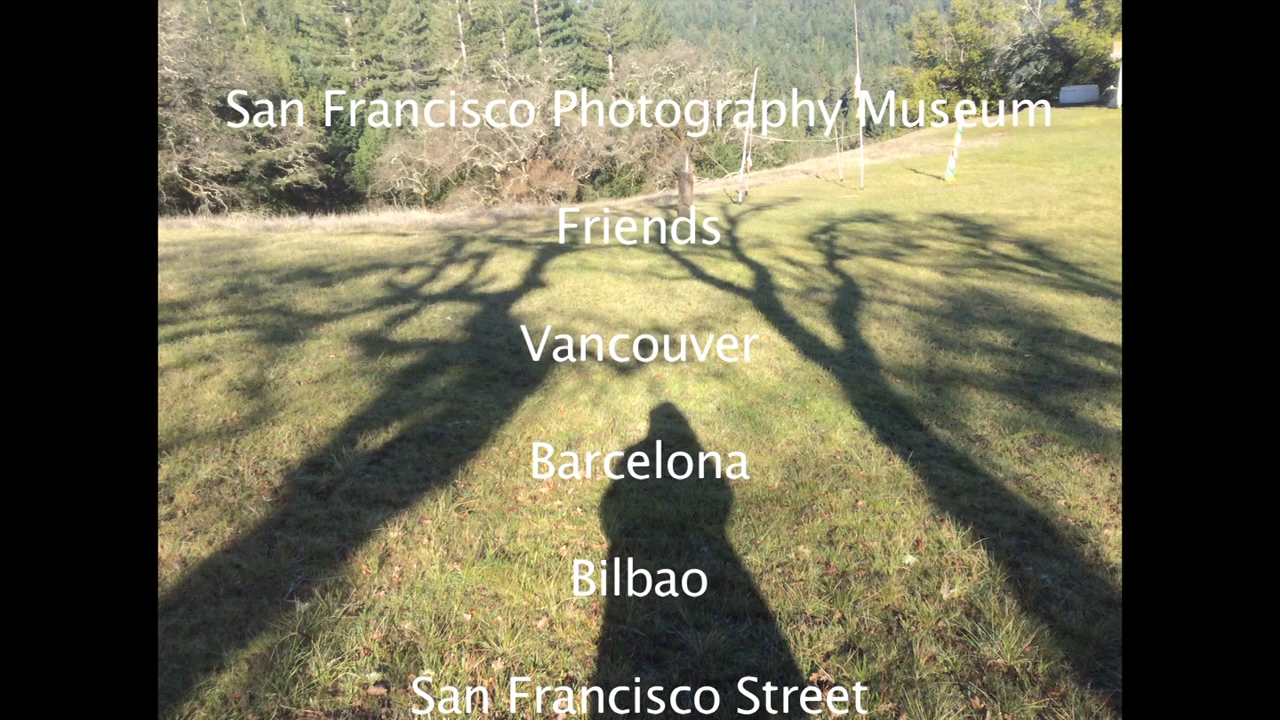 San Francisco Photography Museum
Friends
Vancouver
Barcelona
Bilbao
San Francisco Street